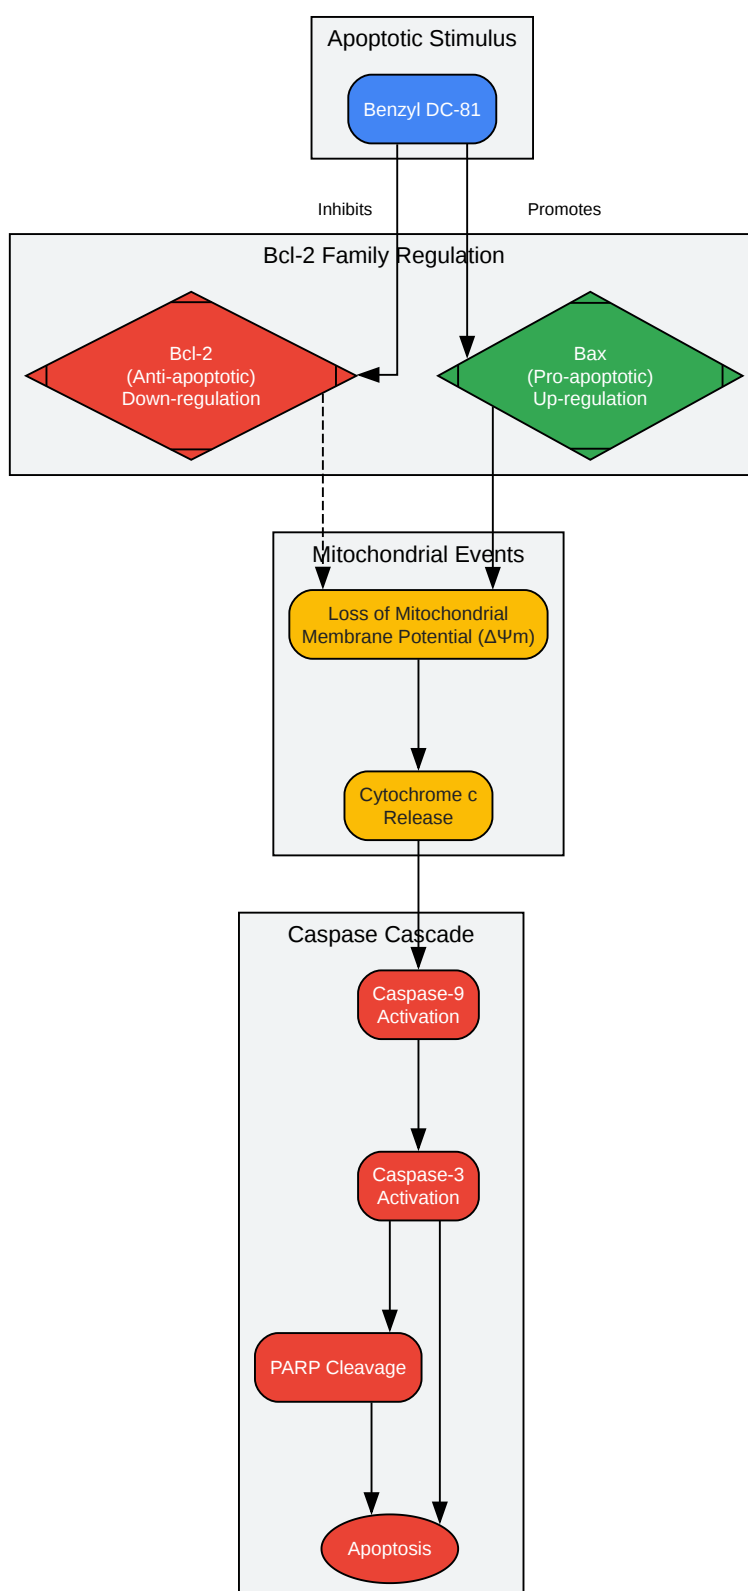 Apoptotic Stimulus
Benzyl DC-81
Inhibits
Promotes
Bcl-2 Family Regulation
Bcl-2
(Anti-apoptotic)
Down-regulation
Bax
(Pro-apoptotic)
Up-regulation
Mitochondrial Events
Loss of Mitochondrial
Membrane Potential (ΔΨm)
Cytochrome c
Release
Caspase Cascade
Caspase-9
Activation
Caspase-3
Activation
PARP Cleavage
Apoptosis